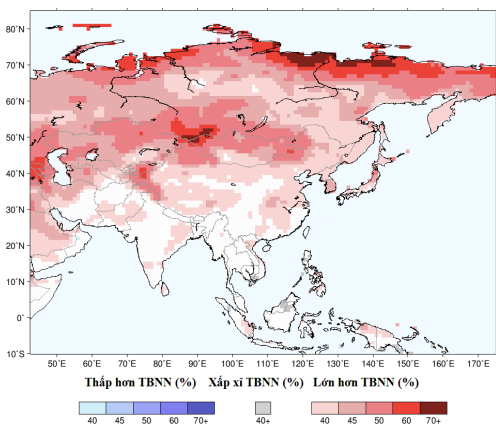 80°N
70°N
60°N
50°N
40°N
30°N
20°N
10°N
0°
10°S
50°E 60°E 70°E 80°E 90°E 100°E 110°E 120°E 130°E 140°E 150°E 160°E 170°E
Thấp hơn TBNN (%) Xấp xỉ TBNN (%) Lớn hơn TBNN (%)
40 45 50 60 70+ 40+ 40 45 50 60 70+